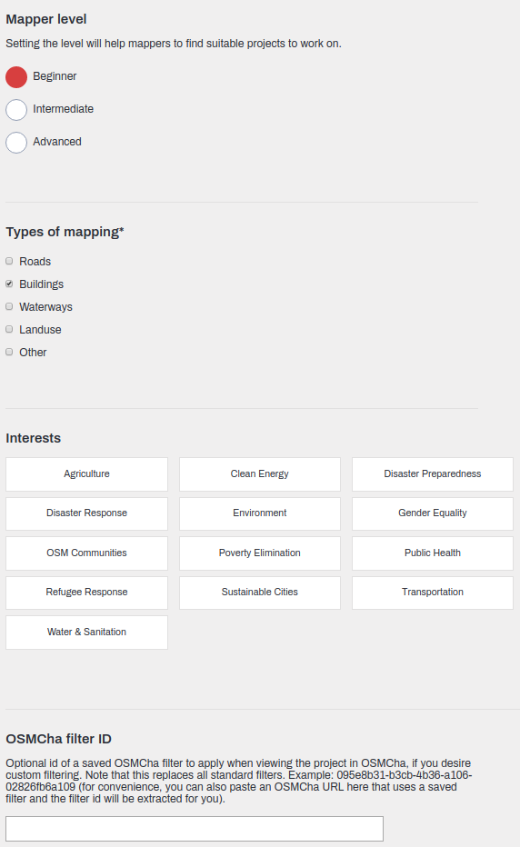 Mapper level
Setting the level will help mappers to find suitable projects to work on.
Beginner
Intermediate
Advanced
Types of mapping*
Roads
Buildings
Waterways
Landuse
Other
Interests
Agriculture
Clean Energy
Disaster Preparedness
Disaster Response
Environment
Gender Equality
OSM Communities
Poverty Elimination
Public Health
Refugee Response
Sustainable Cities
Transportation
Water & Sanitation
OSMCha filter ID
Optional id of a saved OSMCha filter to apply when viewing the project in OSMCha, if you desire
custom filtering. Note that this replaces all standard filters. Example: 095e8b31-b3cb-4b36-a106-
02826fb6a109 (for convenience, you can also paste an OSMCha URL here that uses a saved
filter and the filter id will be extracted for you).